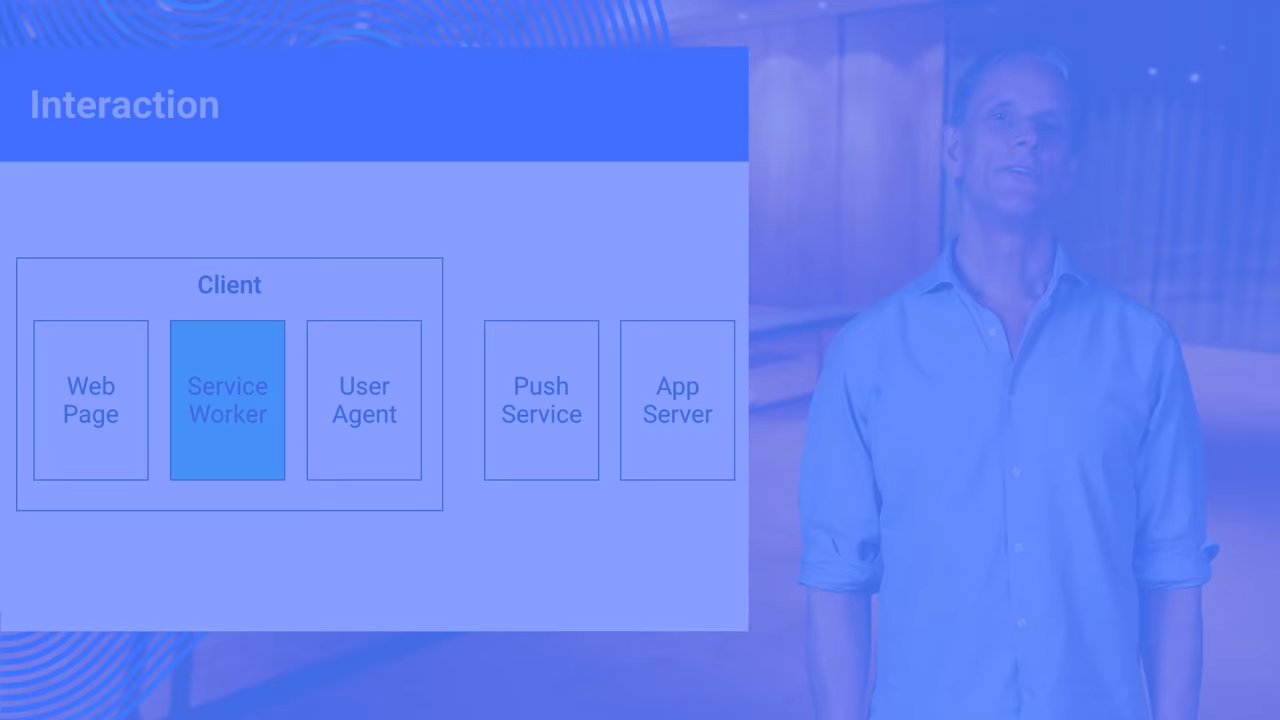 Interaction
Client
Web
Page
Service
Worker
User
Agent
Push
Service
App
Server